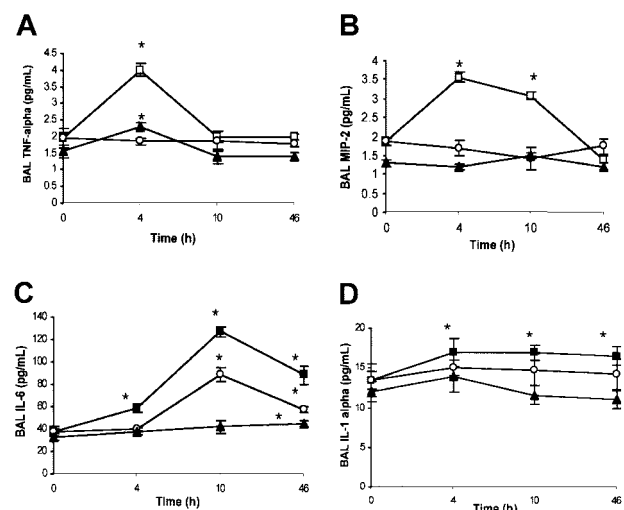 A
BAL TNF-alpha (pg/mL)
4.5
4
3.5
3
2.5
2
1.5
1
0.5
0
*
*
0 4 10 46
Time (h)
B
BAL MIP-2 (pg/mL)
4
3.5
3
2.5
2
1.5
1
0.5
0
* *
0 4 10 46
Time (h)
C
BAL IL-6 (pg/mL)
140
120
100
80
60
40
20
0
*
* *
*
* *
0 4 10 46
Time (h)
D
BAL IL-1 alpha (pg/mL)
20
15
10
5
0
* * *
0 4 10 46
Time (h)